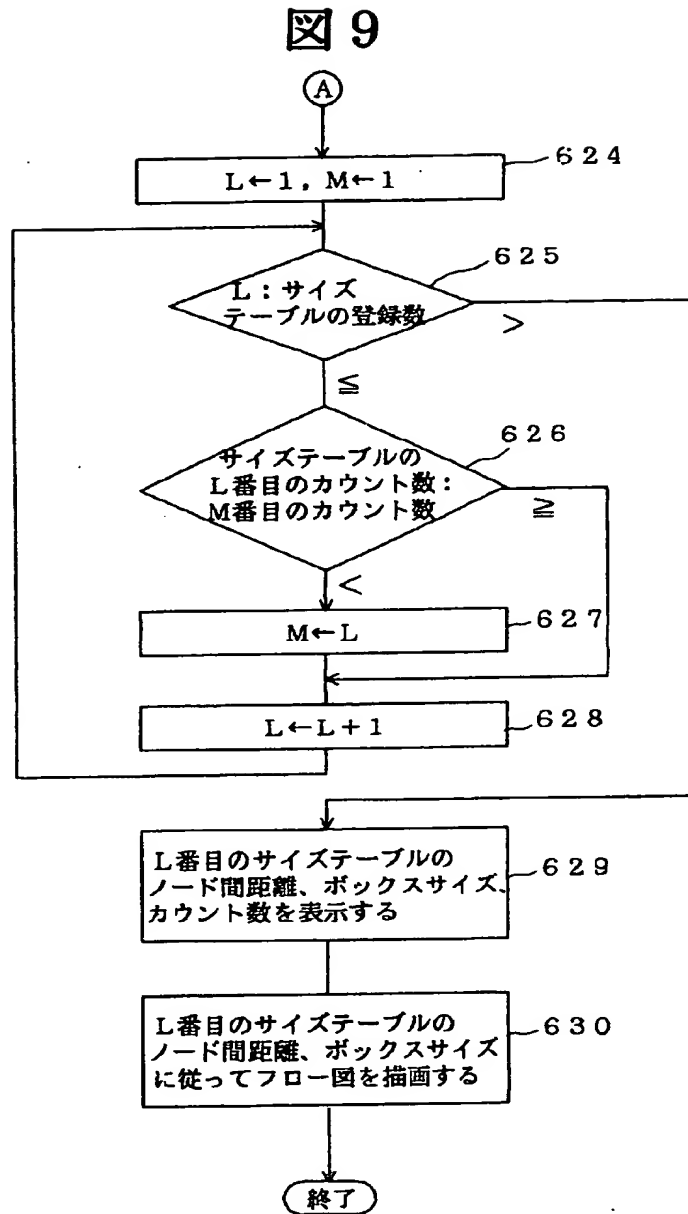 図9
A
L←1, M←1
624
L:サイズ
テーブルの登録数
625
>
≦
サイズテーブルの
L番目のカウント数:
M番目のカウント数
626
≧
<
M←L
627
L←L+1
628
L番目のサイズテーブルの
ノード間距離、ボックスサイズ、
カウント数を表示する
629
L番目のサイズテーブルの
ノード間距離、ボックスサイズ
に従ってフロー図を描画する
630
終了